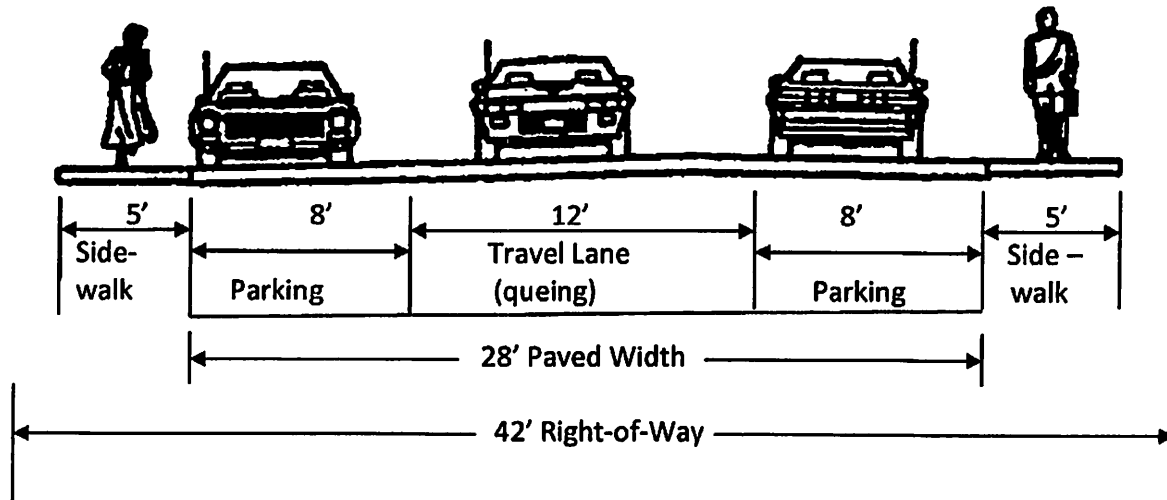 5’ 8’ 12’ 8’ 5’
Side- Travel Lane Side –
walk Parking (queing) Parking walk
28’ Paved Width
42’ Right-of-Way